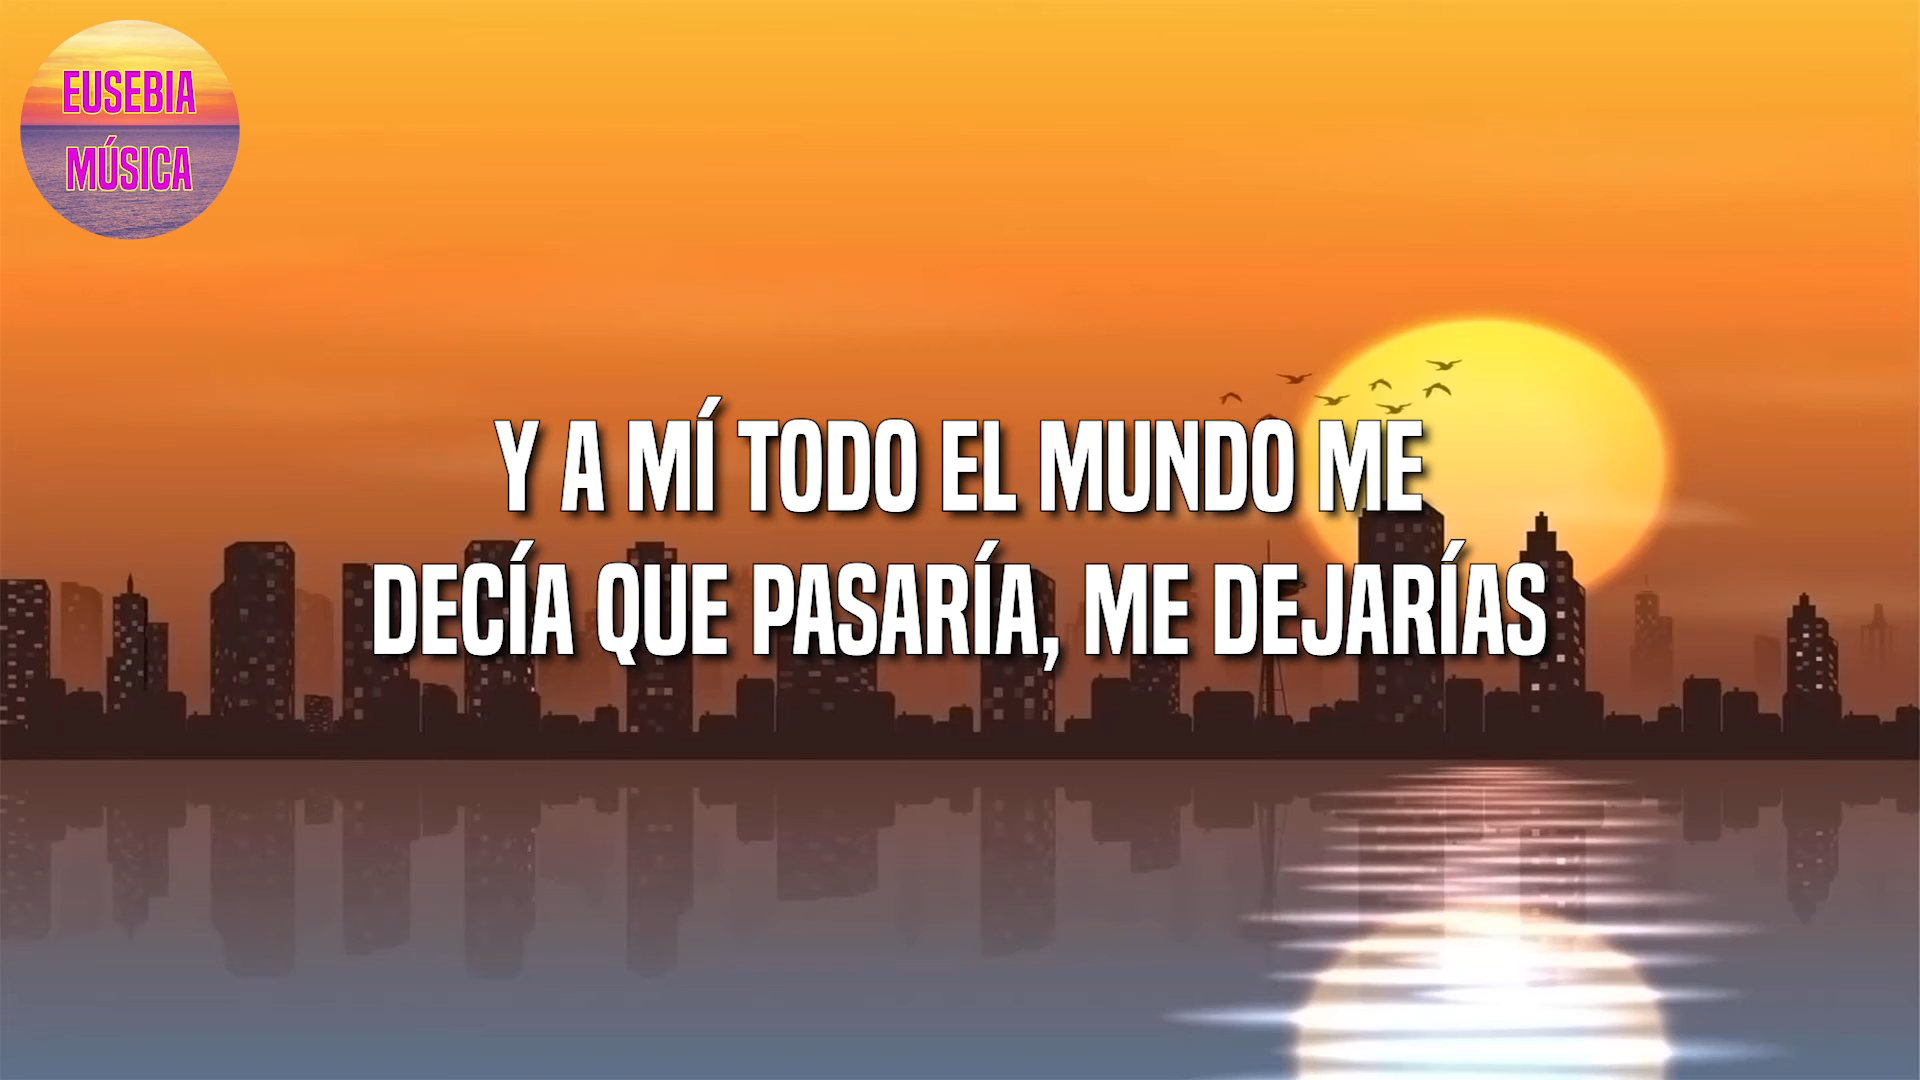 EUSEBIA
MÚSICA
Y A MÍ TODO EL MUNDO ME
DECÍA QUE PASARÍA, ME DEJARÍAS